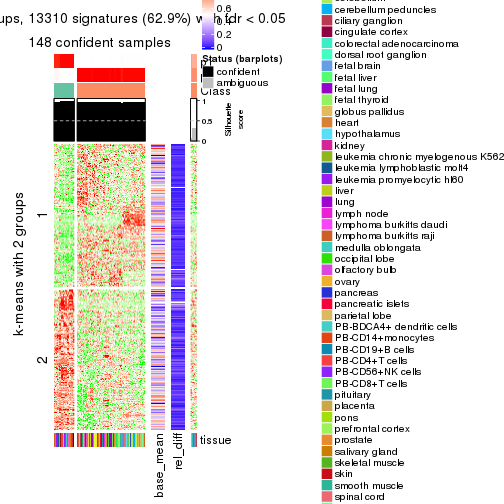 ups, 13310 signatures (62.9%) with fdr < 0.05
148 confident samples
0.6
0.4
0.2
0
Status (barplots)
confident
ambiguous
Class
1
0.5
0
Silhouette
score
k-means with 2 groups
1
2
base_mean
rel_diff
tissue
cerebellum peduncles
ciliary ganglion
cingulate cortex
colorectal adenocarcinoma
dorsal root ganglion
fetal brain
fetal liver
fetal lung
fetal thyroid
globus pallidus
heart
hypothalamus
kidney
leukemia chronic myelogenous K562
leukemia lymphoblastic molt4
leukemia promyelocytic hl60
liver
lung
lymph node
lymphoma burkitts daudi
lymphoma burkitts raji
medulla oblongata
occipital lobe
olfactory bulb
ovary
pancreas
pancreatic islets
parietal lobe
PB-BDCA4+ dendritic cells
PB-CD14+monocytes
PB-CD19+B cells
PB-CD4+T cells
PB-CD56+NK cells
PB-CD8+T cells
pituitary
placenta
pons
prefrontal cortex
prostate
salivary gland
skeletal muscle
skin
smooth muscle
spinal cord